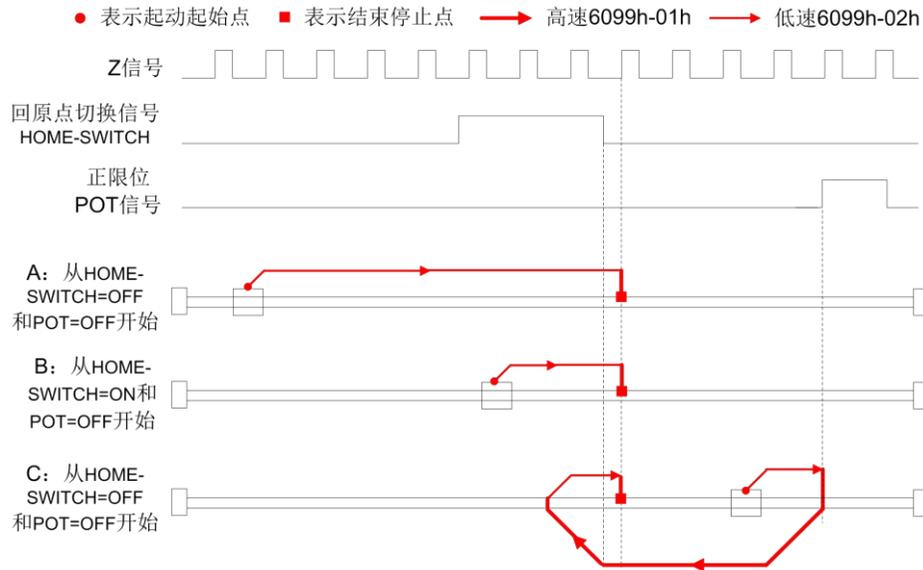 表示起动起始点 表示结束停止点 高速6099h-01h 低速6099h-02h
Z信号
回原点切换信号
HOME-SWITCH
正限位
POT信号
A：从HOME-
SWITCH=OFF
和POT=OFF开始
B：从HOME-
SWITCH=ON和
POT=OFF开始
C：从HOME-
SWITCH=OFF
和POT=OFF开始